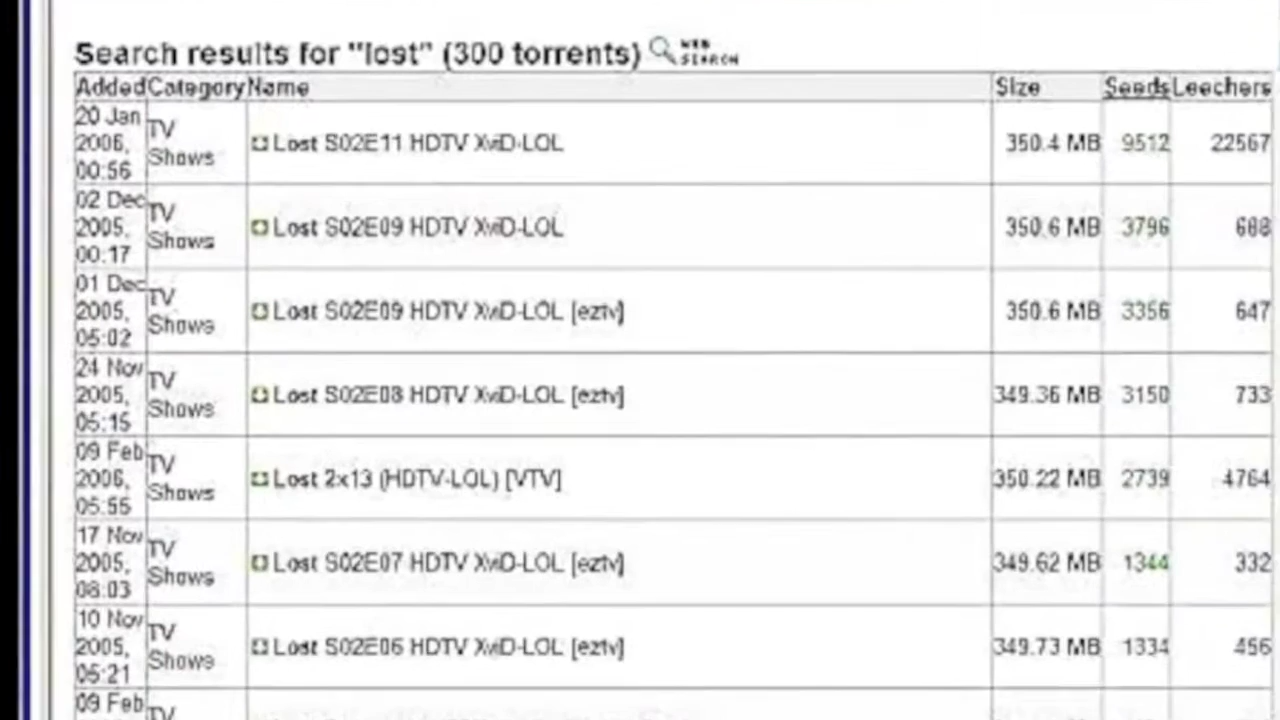 Search results for "lost" (300 torrents) WEB SEARCH
Added Category Name Size Seeds Leechers
20 Jan 2006, 00:56 TV Shows Lost S02E11 HDTV XviD-LOL 350.4 MB 9512 22567
02 Dec 2005, 00:17 TV Shows Lost S02E09 HDTV XviD-LOL 350.6 MB 3796 688
01 Dec 2005, 05:02 TV Shows Lost S02E09 HDTV XviD-LOL [eztv] 350.6 MB 3356 647
24 Nov 2005, 05:15 TV Shows Lost S02E08 HDTV XviD-LOL [eztv] 349.36 MB 3150 733
09 Feb 2006, 05:55 TV Shows Lost 2x13 (HDTV-LOL) [VTV] 350.22 MB 2739 4764
17 Nov 2005, 08:03 TV Shows Lost S02E07 HDTV XviD-LOL [eztv] 349.62 MB 1344 332
10 Nov 2005, 05:21 TV Shows Lost S02E06 HDTV XviD-LOL [eztv] 349.73 MB 1334 456
09 Feb TV